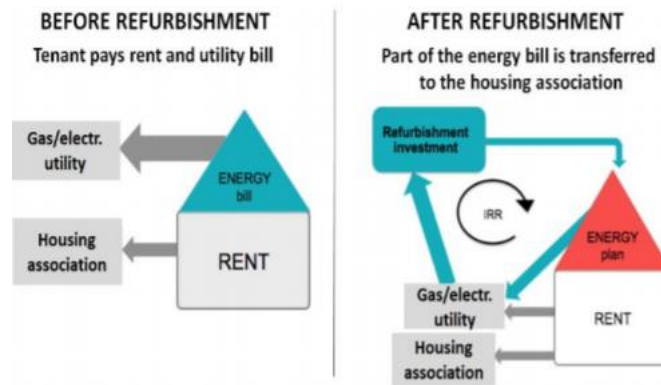 BEFORE REFURBISHMENT
Tenant pays rent and utility bill
Gas/electr.
utility
ENERGY
bill
Housing
association
RENT
AFTER REFURBISHMENT
Part of the energy bill is transferred
to the housing association
Refurbishment
investment
IRR
ENERGY
plan
Gas/electr.
utility
RENT
Housing
association